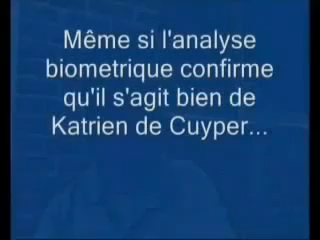 Même si l'analyse
biometrique confirme
qu'il s'agit bien de
Katrien de Cuyper...